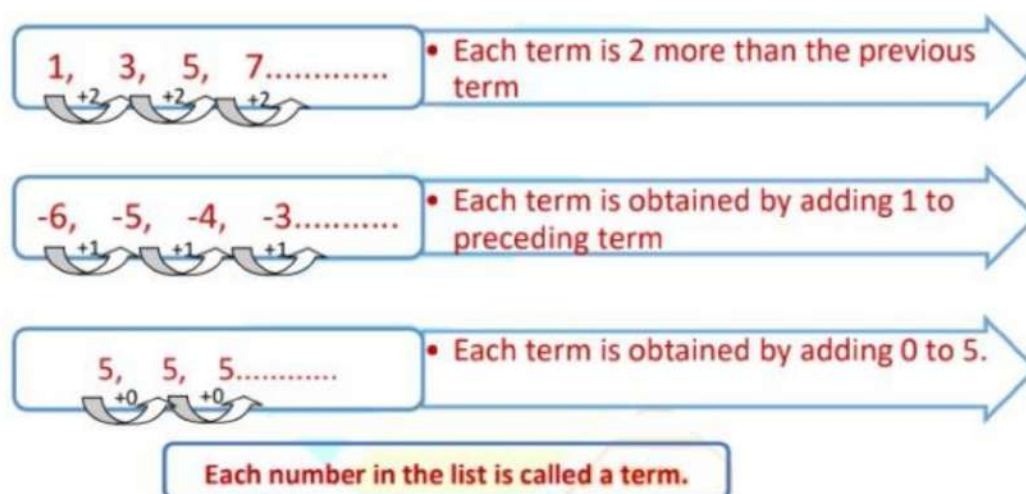 1, 3, 5, 7.............
+2 +2 +2
• Each term is 2 more than the previous
term
-6, -5, -4, -3...........
+1 +1 +1
• Each term is obtained by adding 1 to
preceding term
5, 5, 5............
+0 +0
• Each term is obtained by adding 0 to 5.
Each number in the list is called a term.